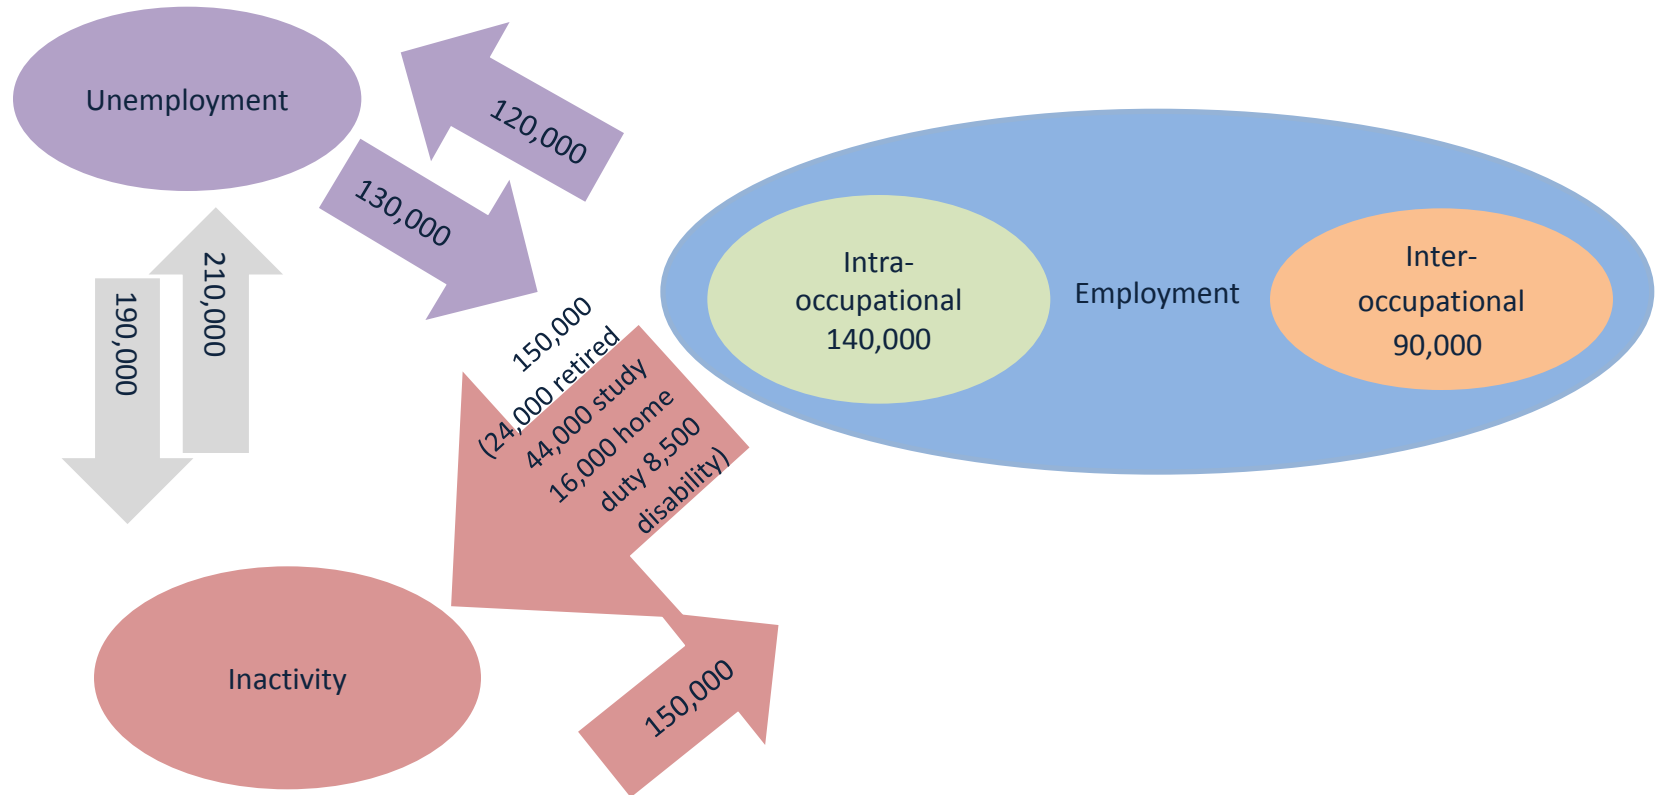 Unemployment
120,000
130,000
210,000
190,000
Intra-
occupational
140,000
Employment
Inter-
occupational
90,000
150,000
(24,000 retired
44,000 study
16,000 home
duty 8,500
disability)
Inactivity
150,000